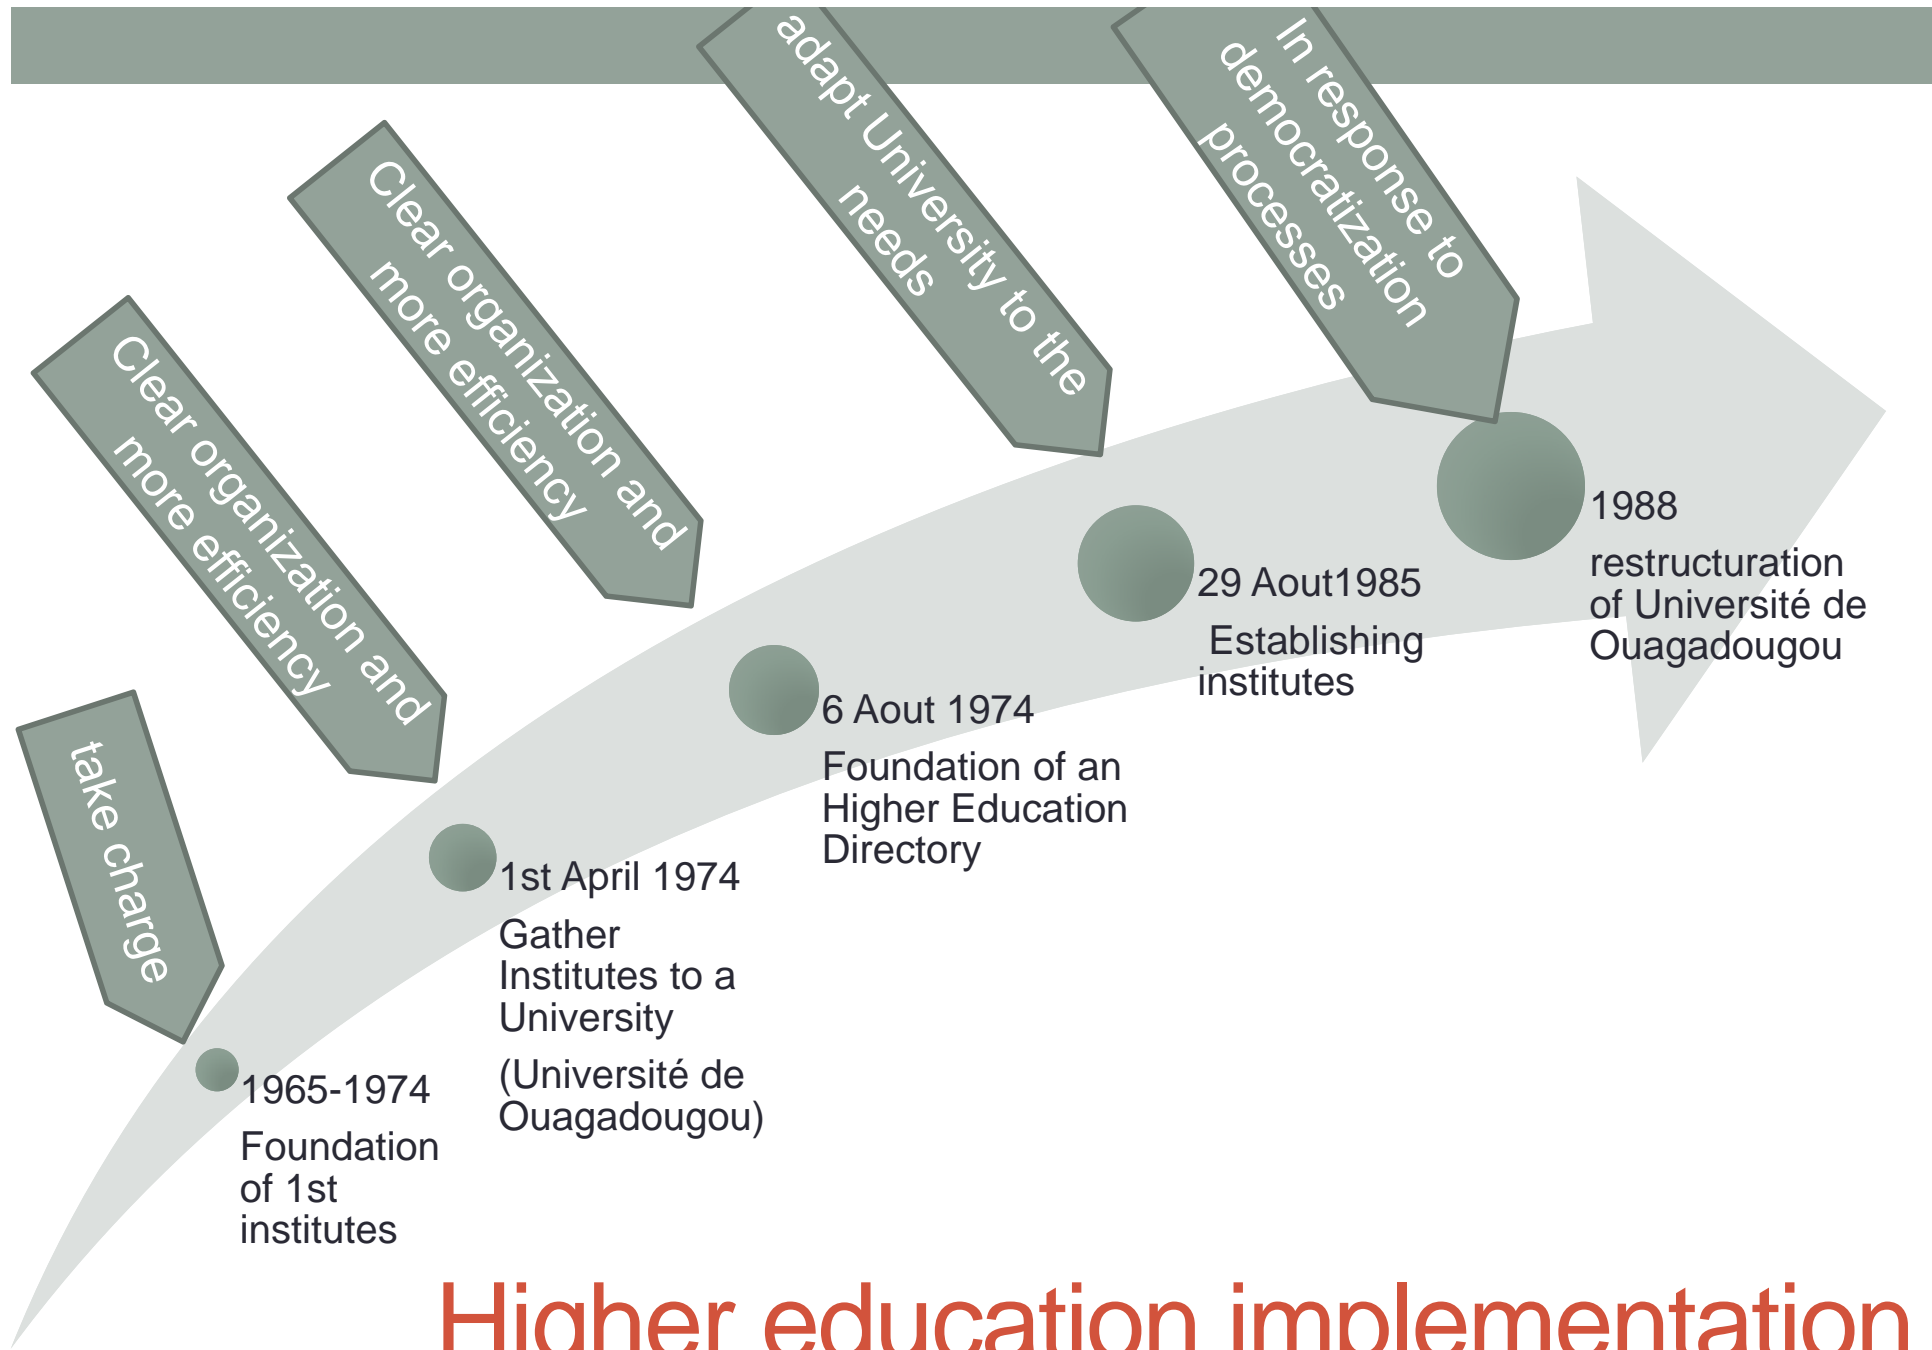 take charge
Clear organization and
more efficiency
Clear organization and
more efficiency
adapt University to the
needs
In response to
democratization
processes
1965-1974
Foundation
of 1st
institutes
1st April 1974
Gather
Institutes to a
University
(Université de
Ouagadougou)
6 Aout 1974
Foundation of an
Higher Education
Directory
29 Aout1985
Establishing
institutes
1988
restructuration
of Université de
Ouagadougou
Higher education implementation